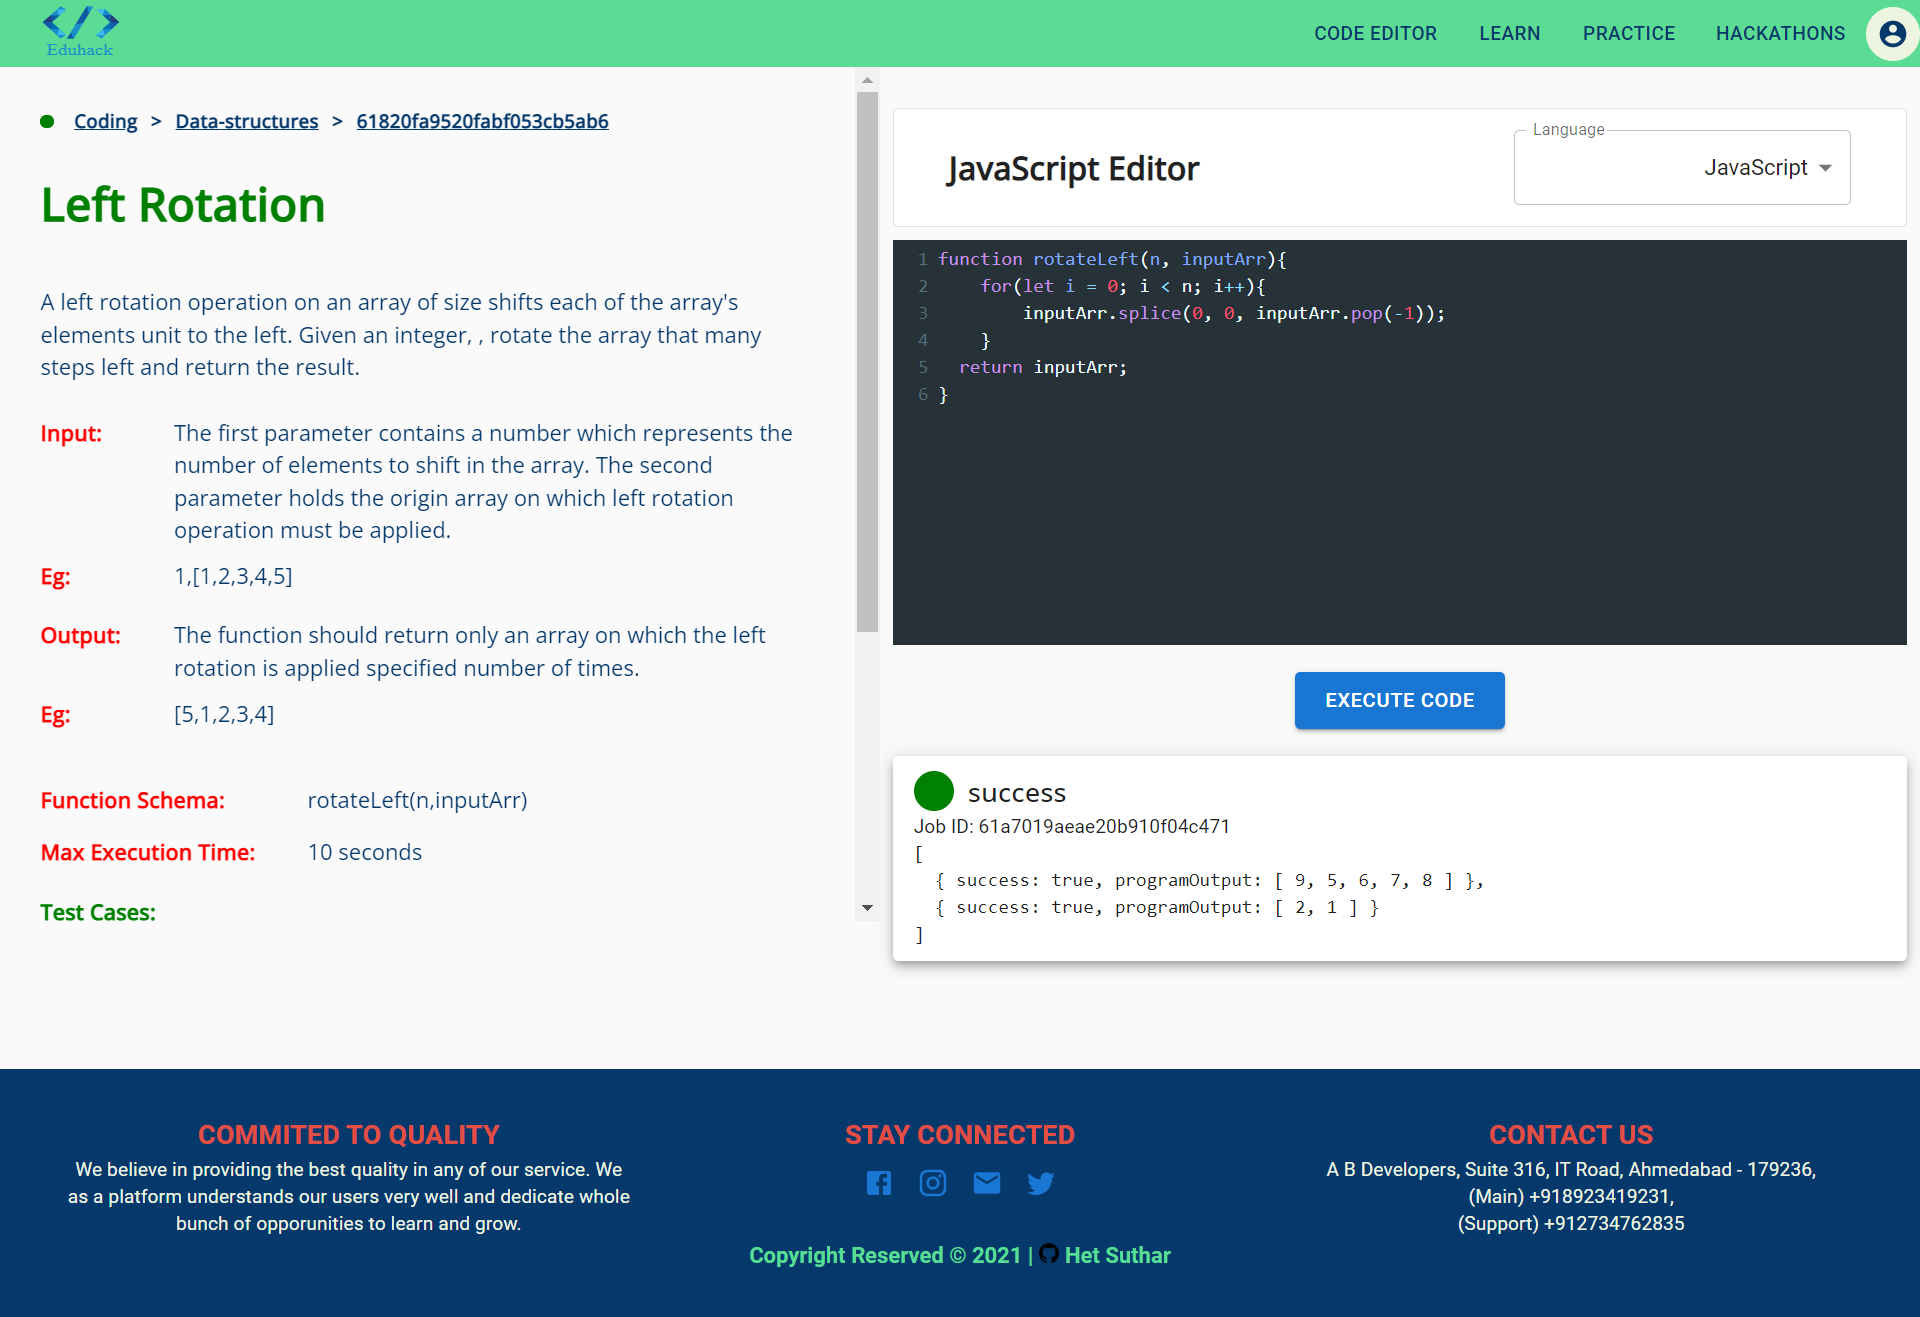 Eduhack
CODE EDITOR LEARN PRACTICE HACKATHONS
Coding > Data-structures > 61820fa9520fabf053cb5ab6
Left Rotation
A left rotation operation on an array of size shifts each of the array's
elements unit to the left. Given an integer, , rotate the array that many
steps left and return the result.
Input: The first parameter contains a number which represents the
number of elements to shift in the array. The second
parameter holds the origin array on which left rotation
operation must be applied.
Eg: 1,[1,2,3,4,5]
Output: The function should return only an array on which the left
rotation is applied specified number of times.
Eg: [5,1,2,3,4]
Function Schema: rotateLeft(n,inputArr)
Max Execution Time: 10 seconds
Test Cases:
JavaScript Editor
Language
JavaScript
1 function rotateLeft(n, inputArr){
2     for(let i = 0; i < n; i++){
3         inputArr.splice(0, 0, inputArr.pop(-1));
4     }
5   return inputArr;
6 }
EXECUTE CODE
success
Job ID: 61a7019aeae20b910f04c471
[
  { success: true, programOutput: [ 9, 5, 6, 7, 8 ] },
  { success: true, programOutput: [ 2, 1 ] }
]
COMMITED TO QUALITY
We believe in providing the best quality in any of our service. We
as a platform understands our users very well and dedicate whole
bunch of opporunities to learn and grow.
STAY CONNECTED
CONTACT US
A B Developers, Suite 316, IT Road, Ahmedabad - 179236,
(Main) +918923419231,
(Support) +912734762835
Copyright Reserved © 2021 | Het Suthar